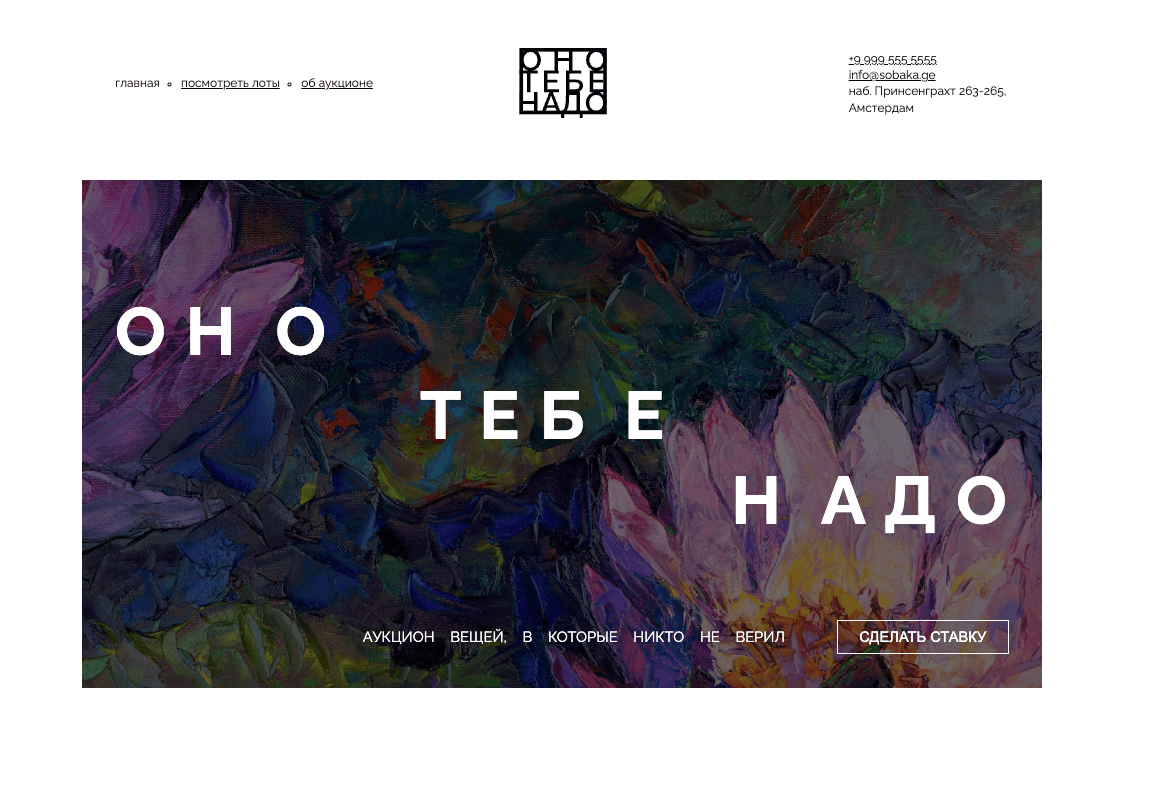 главная
посмотреть лоты
об аукционе
ОНО
ТЕБЕ
НАДО
+9 999 555 5555
info@sobaka.ge
наб. Принсенграхт 263-265,
Амстердам
ОНО
ТЕБЕ
НАДО
АУКЦИОН ВЕЩЕЙ, В КОТОРЫЕ НИКТО НЕ ВЕРИЛ
СДЕЛАТЬ СТАВКУ